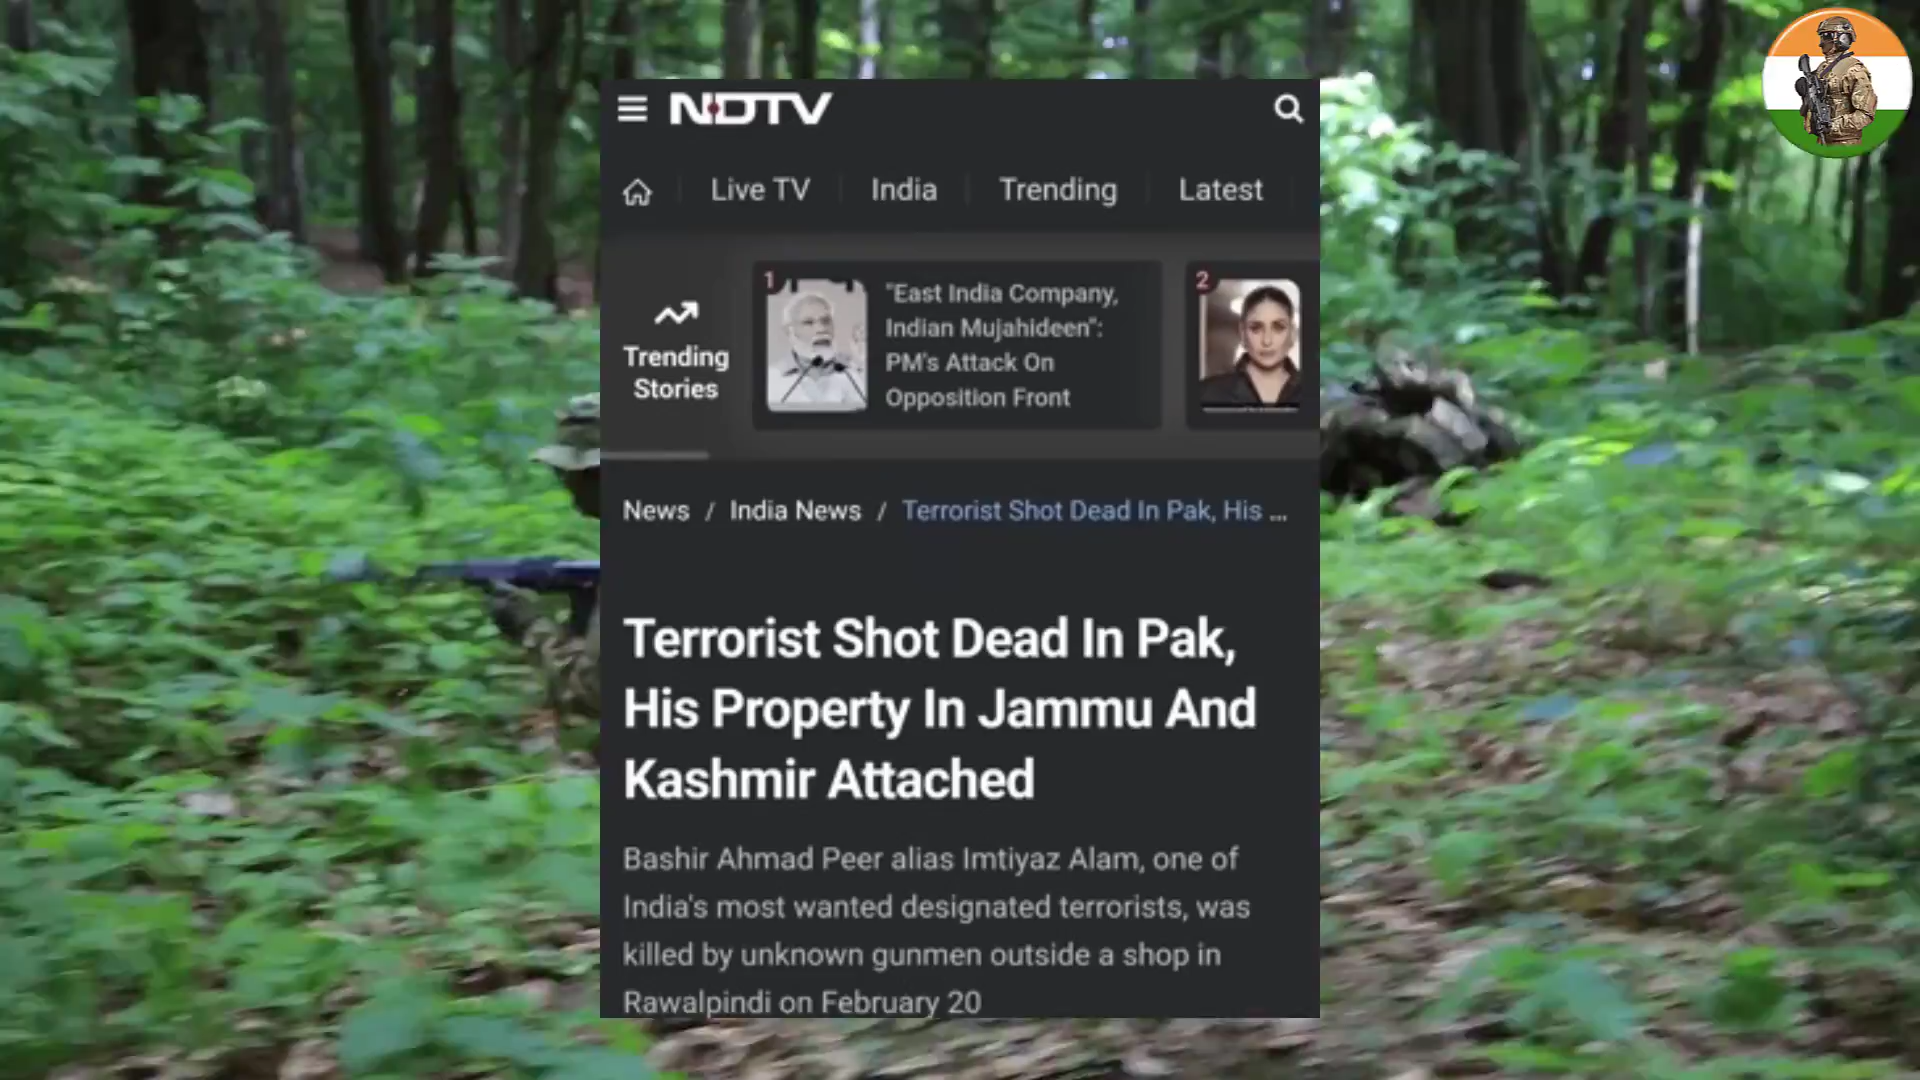 NDTV
Live TV
India
Trending
Latest
Trending
Stories
1
"East India Company,
Indian Mujahideen":
PM's Attack On
Opposition Front
2
News / India News / Terrorist Shot Dead In Pak, His ...
Terrorist Shot Dead In Pak,
His Property In Jammu And
Kashmir Attached
Bashir Ahmad Peer alias Imtiyaz Alam, one of
India's most wanted designated terrorists, was
killed by unknown gunmen outside a shop in
Rawalpindi on February 20